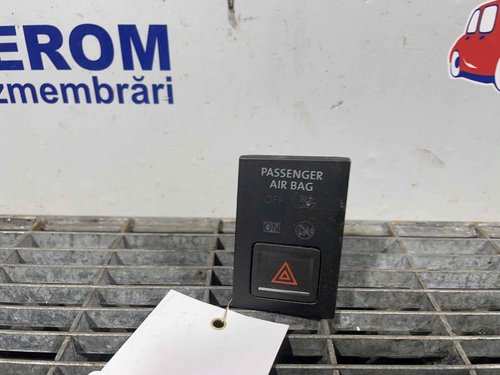 EROM
zmembrări
PASSENGER
AIR BAG
OFF
ON